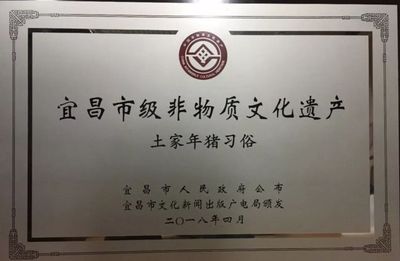 宜昌市级非物质文化遗产
土家年猪习俗
宜昌市人民政府公布
宜昌市文化新闻出版广电局颁发
二〇一八年四月